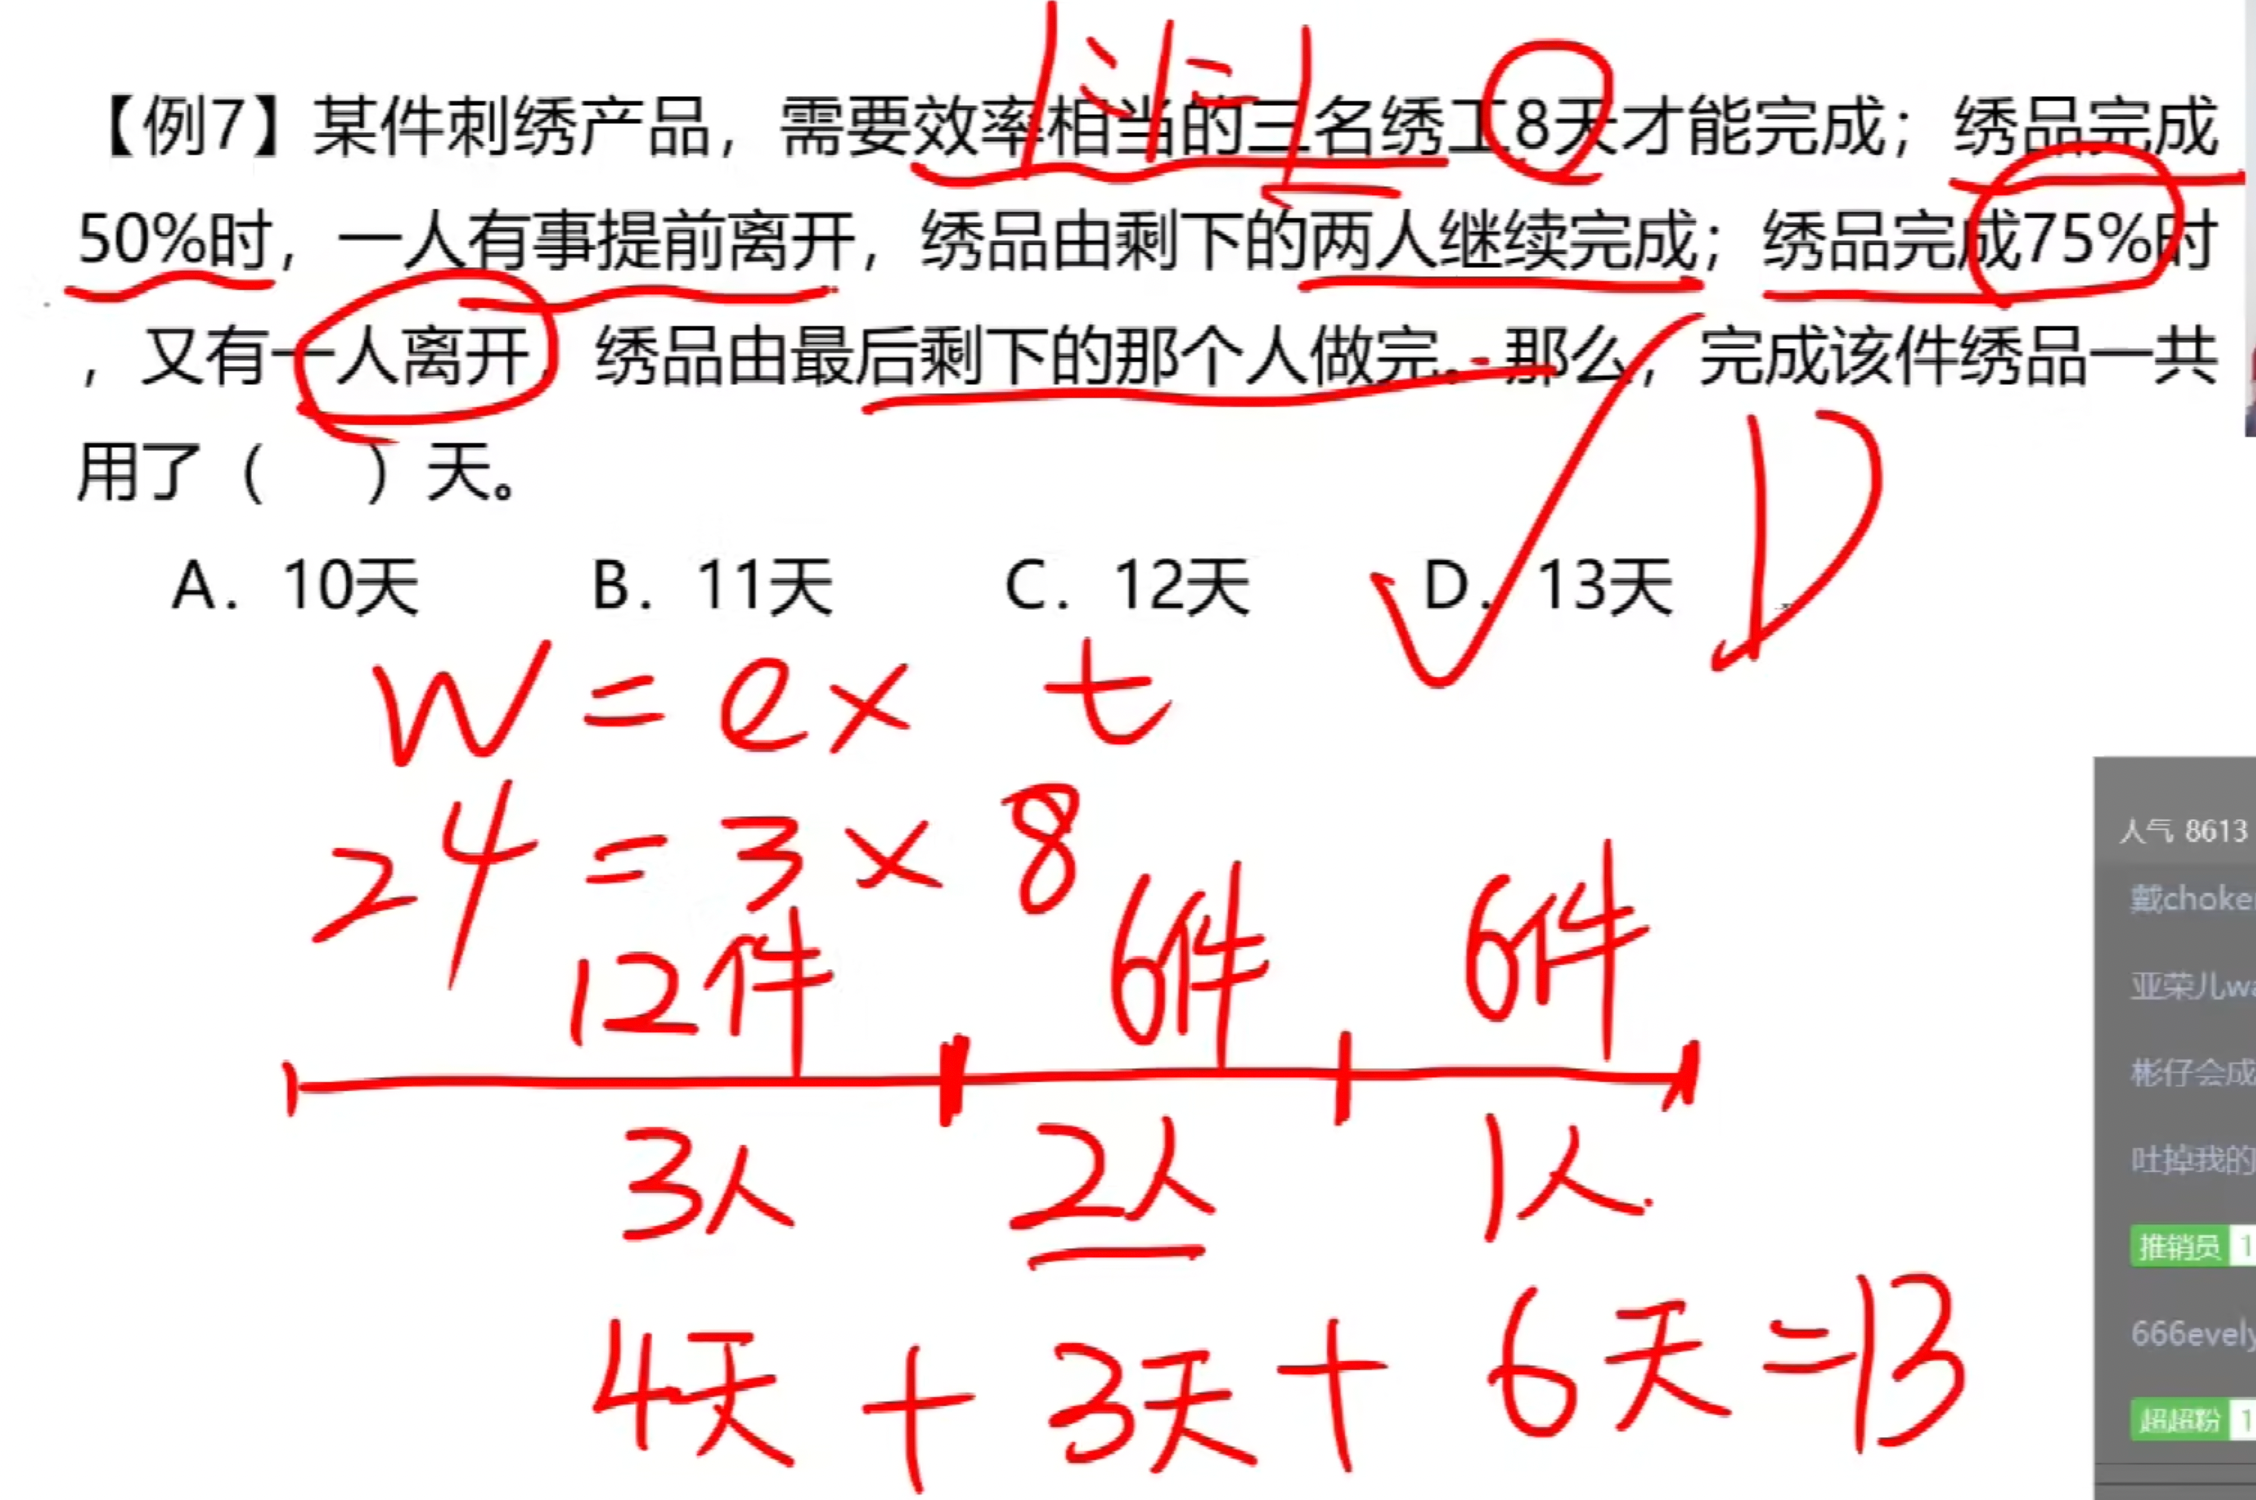 【例7】某件刺绣产品，需要效率相当的三名绣工8天才能完成；绣品完成
50%时，一人有事提前离开，绣品由剩下的两人继续完成；绣品完成75%时
，又有一人离开，绣品由最后剩下的那个人做完。那么，完成该件绣品一共
用了（ ）天。
A．10天 B．11天 C．12天 D．13天
D
W = e × t
24 = 3 × 8
12件 6件 6件
3人 2人 1人
4天 + 3天 + 6天 = 13
人气 8613
戴choke
亚荣儿wa
彬仔会成
吐掉我的
推销员 1
666evely
超超粉 1